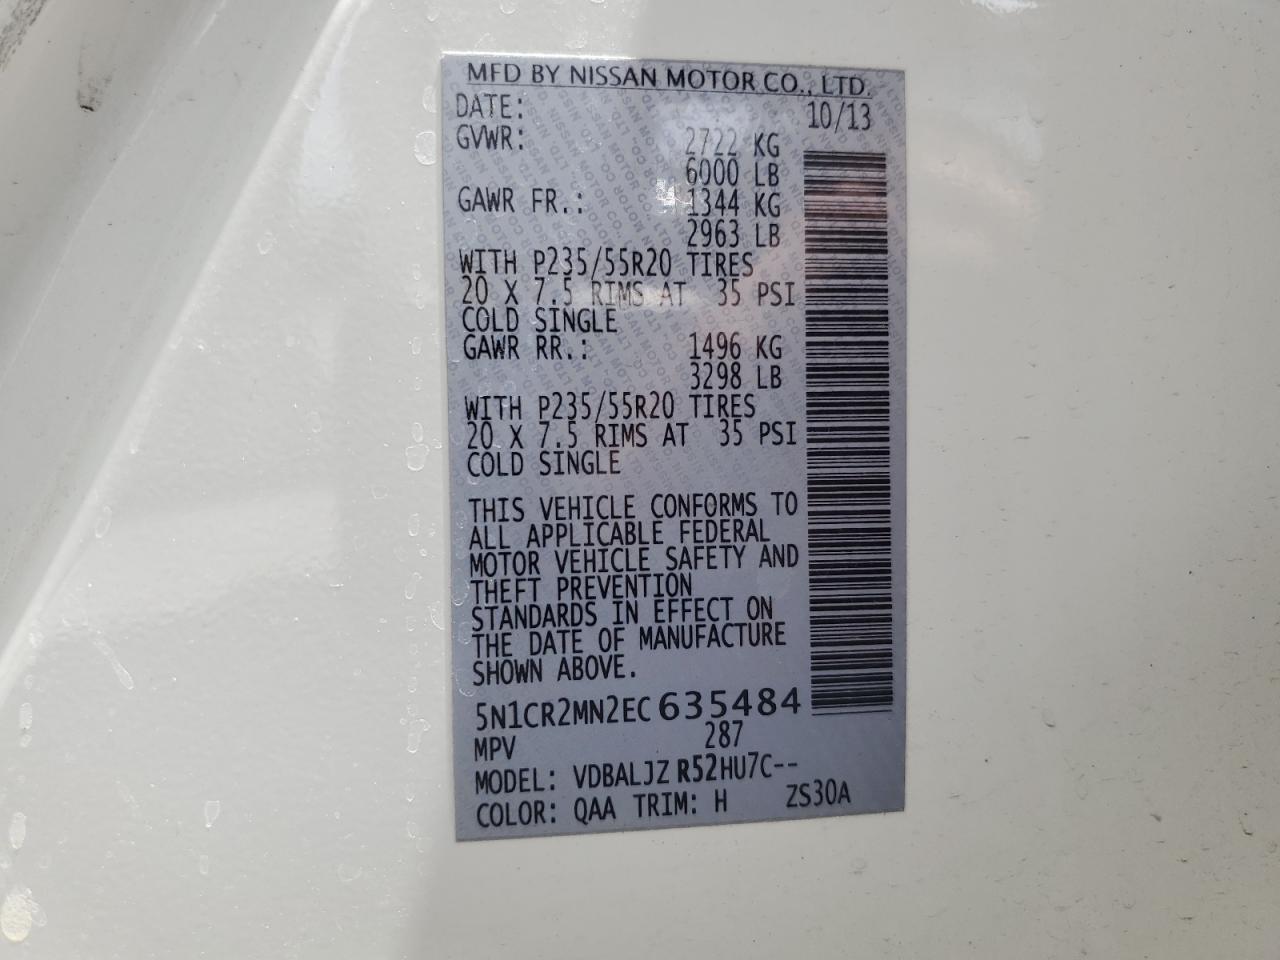 MFD BY NISSAN MOTOR CO., LTD.
DATE: 10/13
GVWR: 2722 KG
6000 LB
GAWR FR.: 1344 KG
2963 LB
WITH P235/55R20 TIRES
20 X 7.5 RIMS AT 35 PSI
COLD SINGLE
GAWR RR.: 1496 KG
3298 LB
WITH P235/55R20 TIRES
20 X 7.5 RIMS AT 35 PSI
COLD SINGLE
THIS VEHICLE CONFORMS TO
ALL APPLICABLE FEDERAL
MOTOR VEHICLE SAFETY AND
THEFT PREVENTION
STANDARDS IN EFFECT ON
THE DATE OF MANUFACTURE
SHOWN ABOVE.
5N1CR2MN2EC635484
MPV 287
MODEL: VDBALJZ R52HU7C--
COLOR: QAA TRIM: H ZS30A